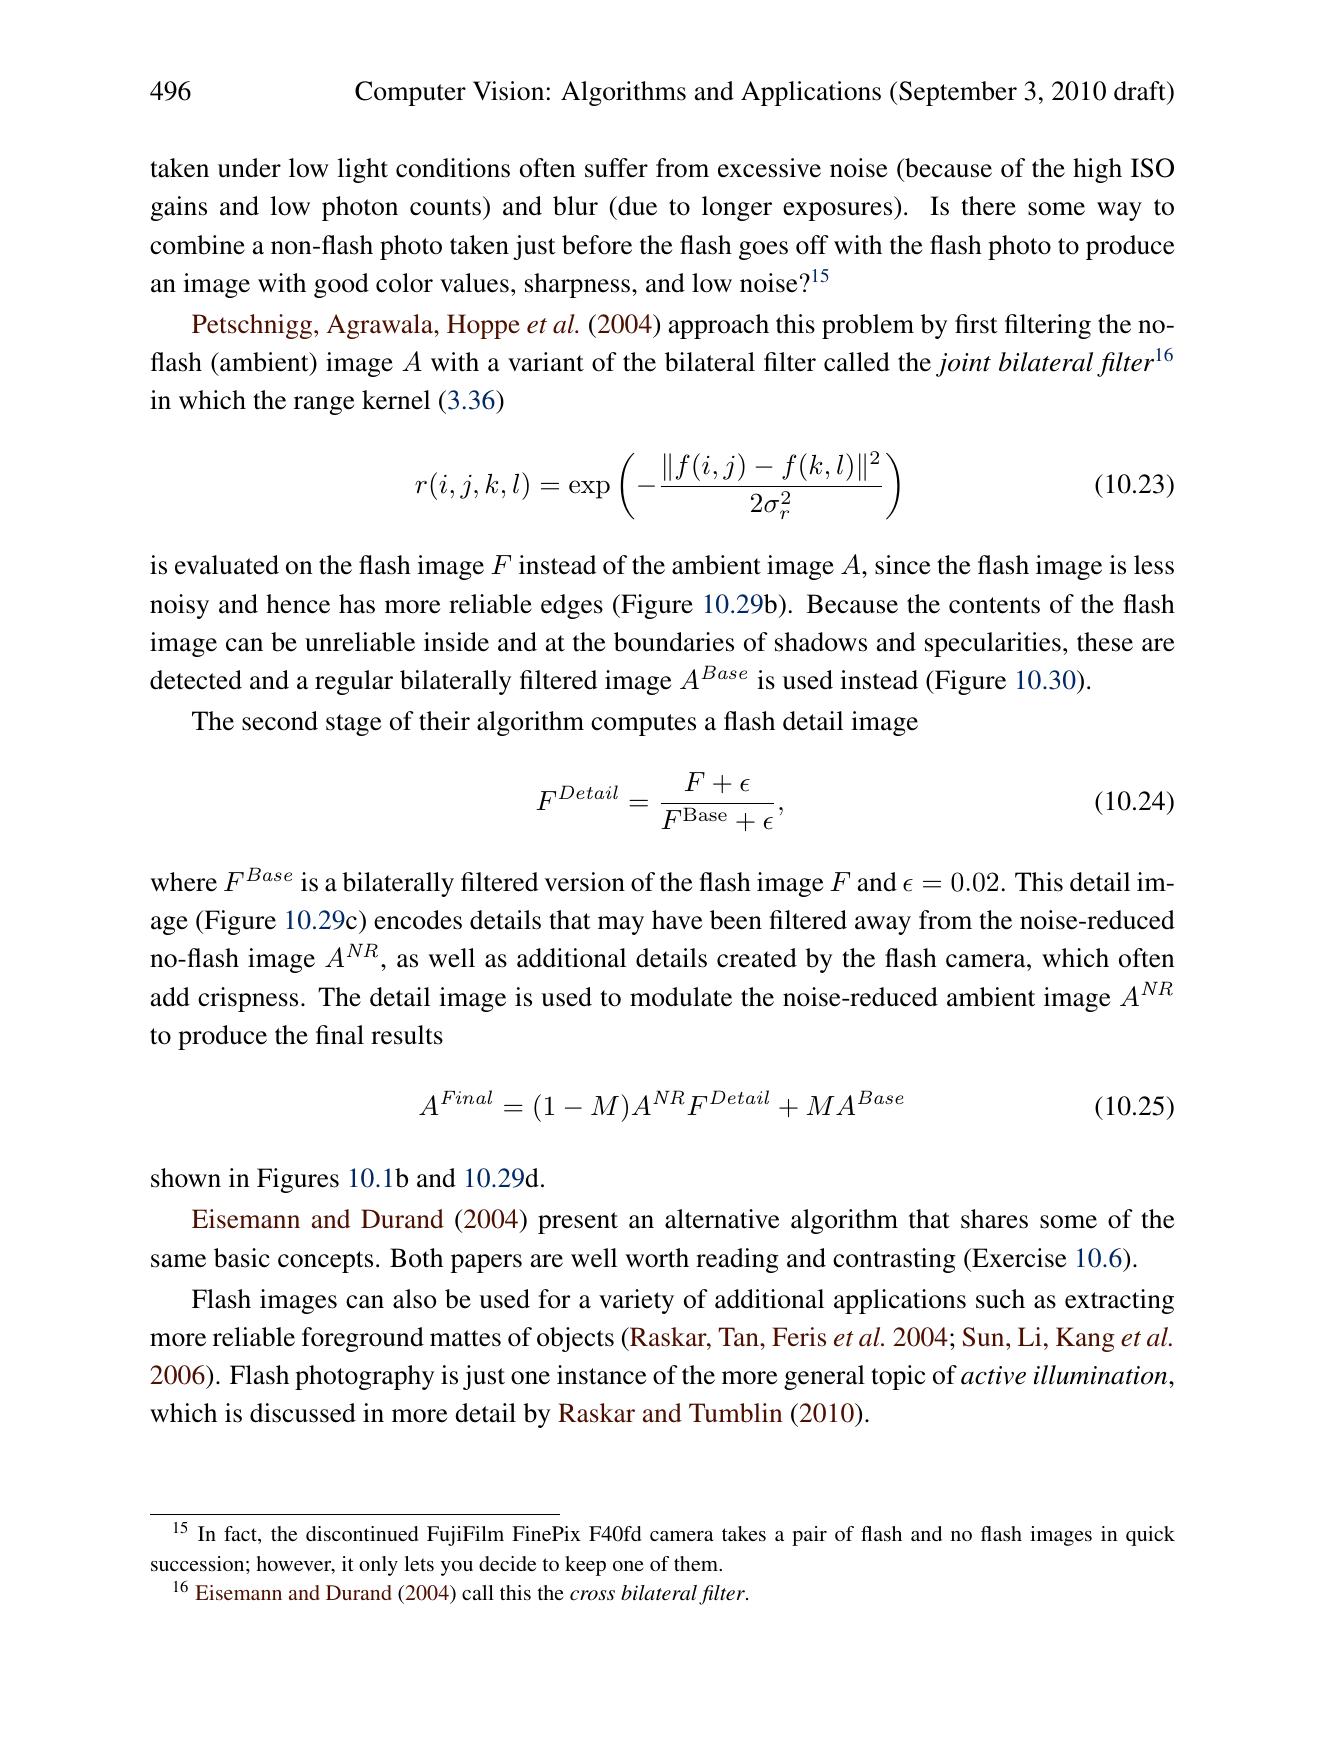 496 Computer Vision: Algorithms and Applications (September 3, 2010 draft)
taken under low light conditions often suffer from excessive noise (because of the high ISO
gains and low photon counts) and blur (due to longer exposures). Is there some way to
combine a non-flash photo taken just before the flash goes off with the flash photo to produce
an image with good color values, sharpness, and low noise?15
Petschnigg, Agrawala, Hoppe et al. (2004) approach this problem by first filtering the no-
flash (ambient) image A with a variant of the bilateral filter called the joint bilateral filter16
in which the range kernel (3.36)
r(i, j, k, l) = exp (−‖f(i, j) − f(k, l)‖² / 2σ_r²) (10.23)
is evaluated on the flash image F instead of the ambient image A, since the flash image is less
noisy and hence has more reliable edges (Figure 10.29b). Because the contents of the flash
image can be unreliable inside and at the boundaries of shadows and specularities, these are
detected and a regular bilaterally filtered image A^Base is used instead (Figure 10.30).
The second stage of their algorithm computes a flash detail image
F^Detail = (F + ϵ) / (F^Base + ϵ), (10.24)
where F^Base is a bilaterally filtered version of the flash image F and ϵ = 0.02. This detail im-
age (Figure 10.29c) encodes details that may have been filtered away from the noise-reduced
no-flash image A^NR, as well as additional details created by the flash camera, which often
add crispness. The detail image is used to modulate the noise-reduced ambient image A^NR
to produce the final results
A^Final = (1 − M)A^NR F^Detail + MA^Base (10.25)
shown in Figures 10.1b and 10.29d.
Eisemann and Durand (2004) present an alternative algorithm that shares some of the
same basic concepts. Both papers are well worth reading and contrasting (Exercise 10.6).
Flash images can also be used for a variety of additional applications such as extracting
more reliable foreground mattes of objects (Raskar, Tan, Feris et al. 2004; Sun, Li, Kang et al.
2006). Flash photography is just one instance of the more general topic of active illumination,
which is discussed in more detail by Raskar and Tumblin (2010).
15 In fact, the discontinued FujiFilm FinePix F40fd camera takes a pair of flash and no flash images in quick
succession; however, it only lets you decide to keep one of them.
16 Eisemann and Durand (2004) call this the cross bilateral filter.